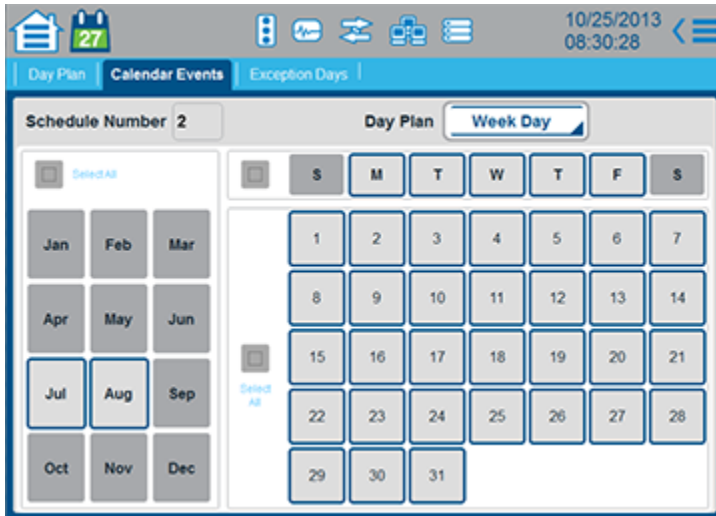 27
10/25/2013
08:30:28
Day Plan Calendar Events Exception Days
Schedule Number 2 Day Plan Week Day
Select All
S M T W T F S
Jan Feb Mar
Apr May Jun
Jul Aug Sep
Oct Nov Dec
Select
All
1 2 3 4 5 6 7
8 9 10 11 12 13 14
15 16 17 18 19 20 21
22 23 24 25 26 27 28
29 30 31